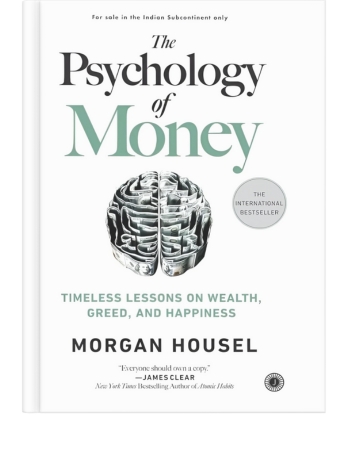 For sale in the Indian Subcontinent only
The
Psychology
of
Money
THE
INTERNATIONAL
BESTSELLER
TIMELESS LESSONS ON WEALTH,
GREED, AND HAPPINESS
MORGAN HOUSEL
"Everyone should own a copy."
—JAMES CLEAR
New York Times Bestselling Author of Atomic Habits
J